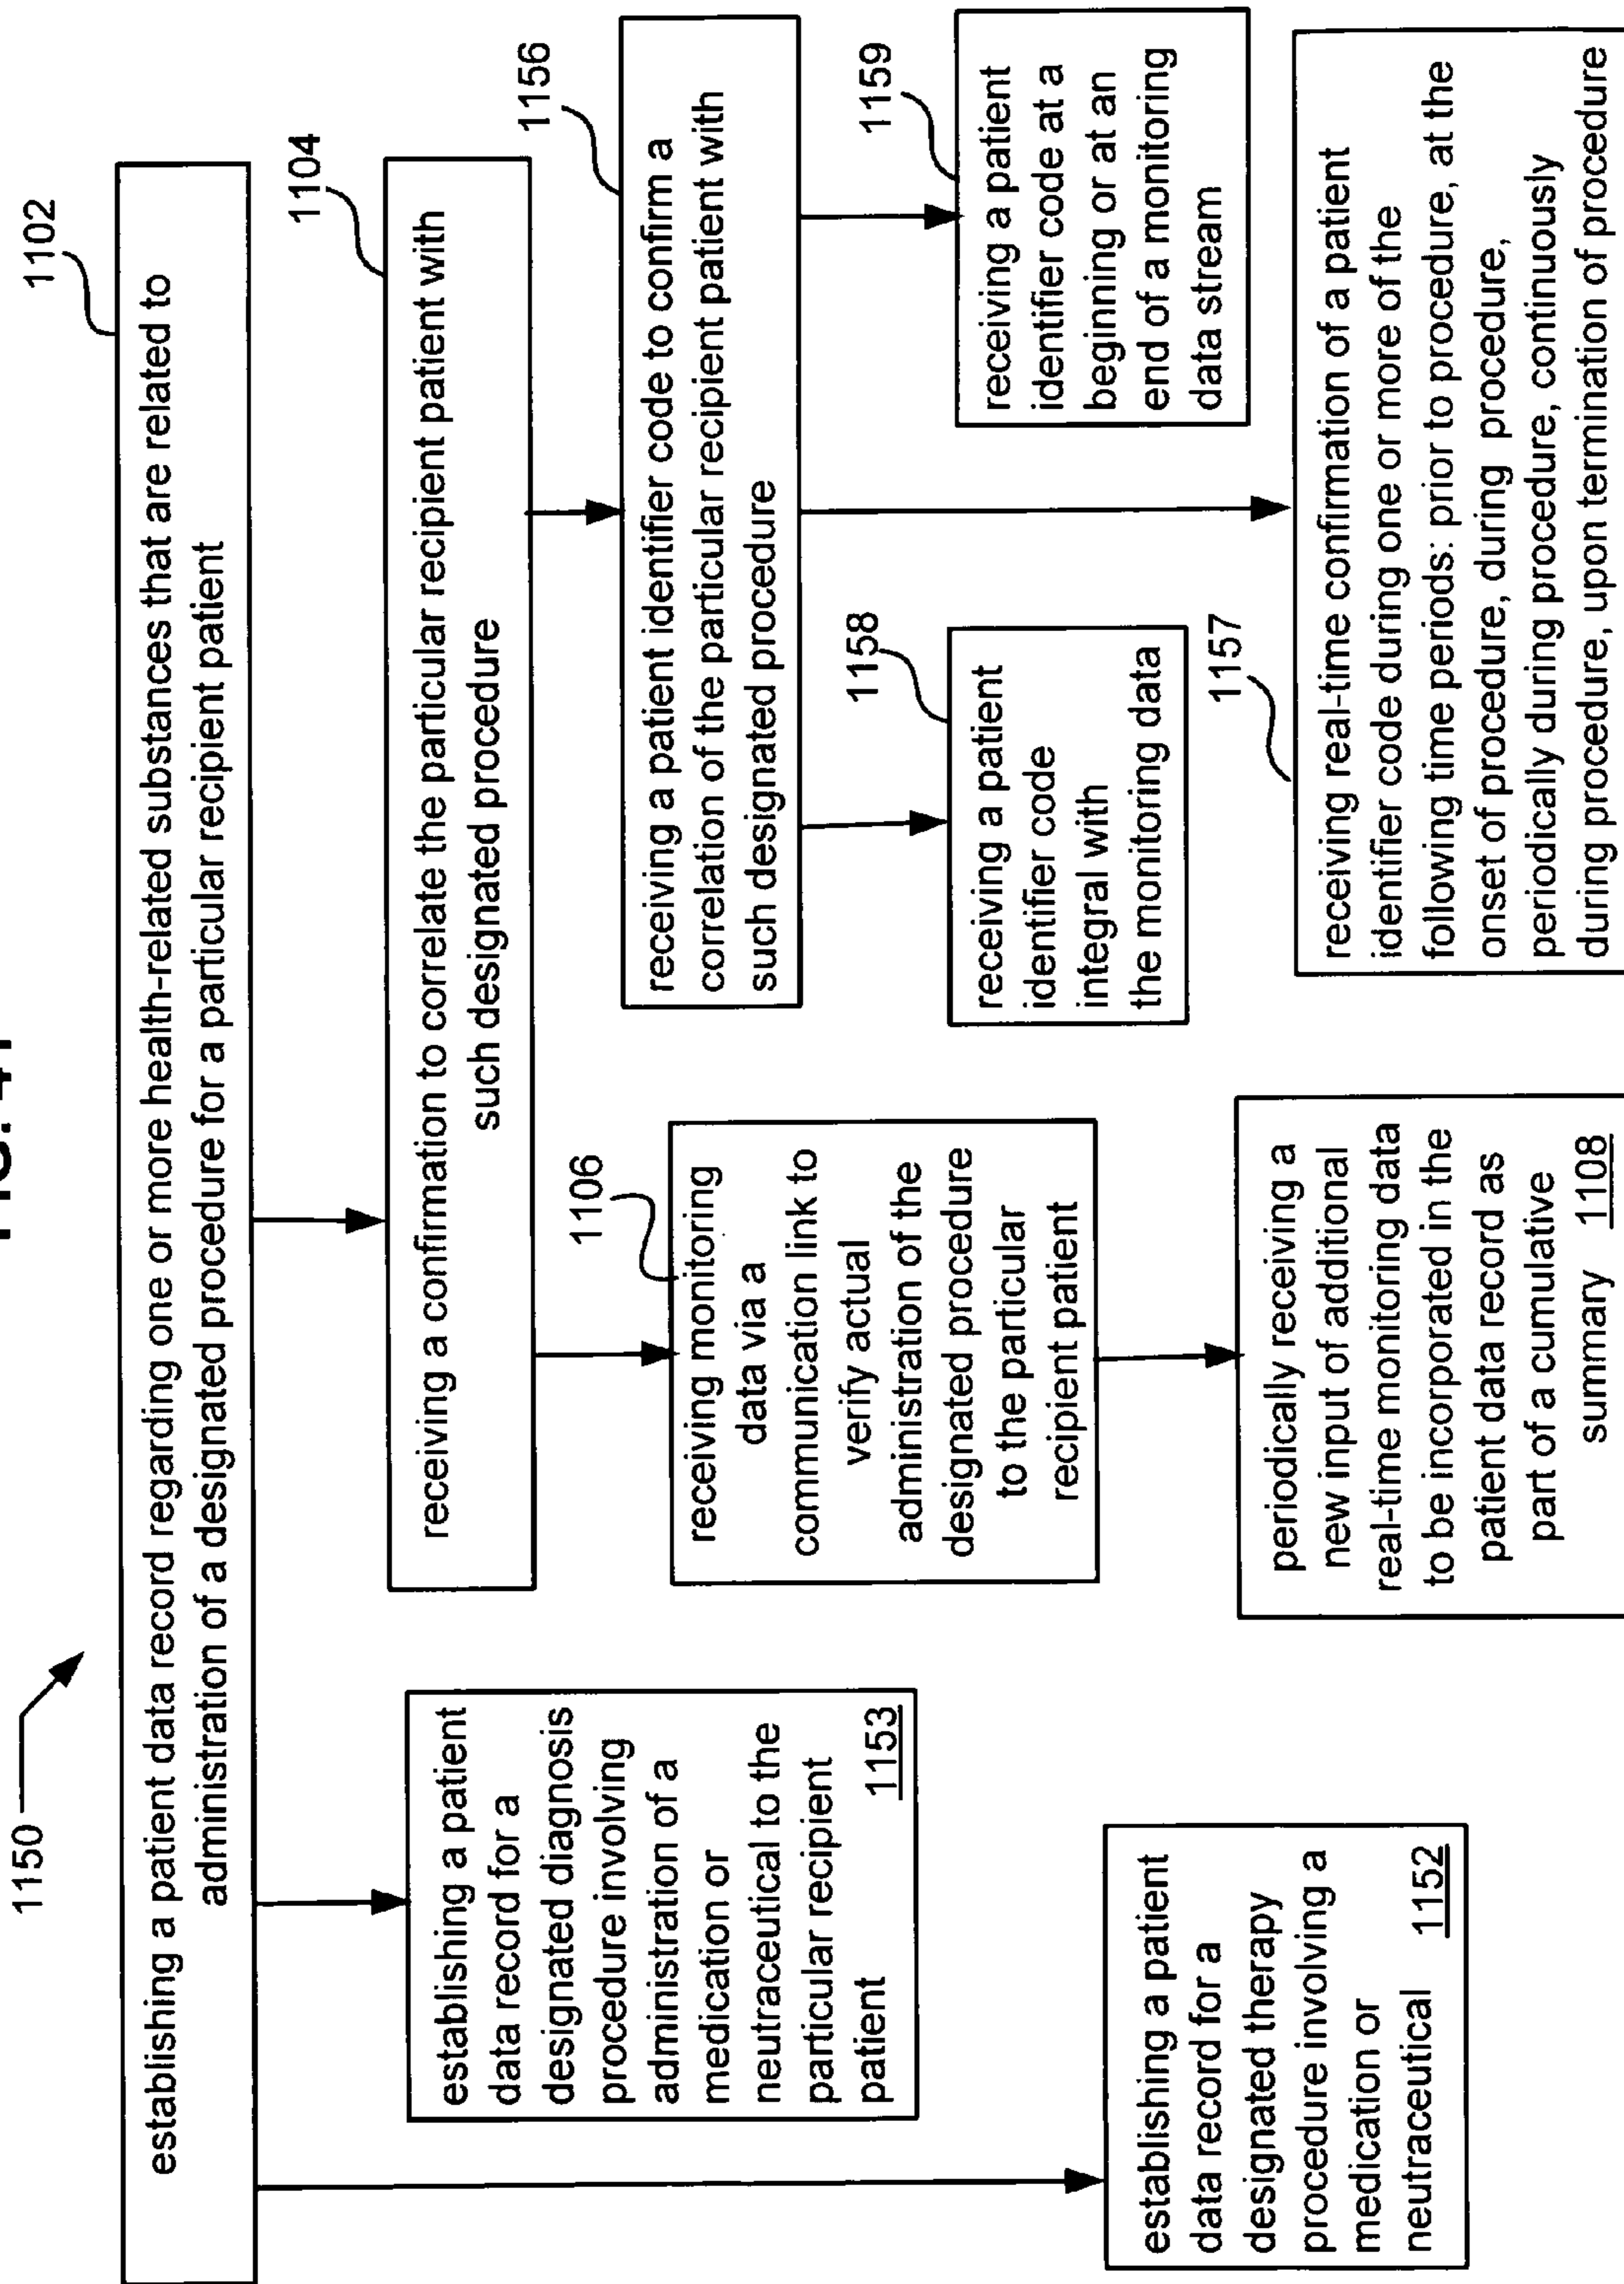 1150
1102
establishing a patient data record regarding one or more health-related substances that are related to
administration of a designated procedure for a particular recipient patient
1104
receiving a confirmation to correlate the particular recipient patient with
such designated procedure
1156
receiving a patient identifier code to confirm a
correlation of the particular recipient patient with
such designated procedure
establishing a patient
data record for a
designated diagnosis
procedure involving
administration of a
medication or
neutraceutical to the
particular recipient
patient 1153
1106
receiving monitoring
data via a
communication link to
verify actual
administration of the
designated procedure
to the particular
recipient patient
1158
receiving a patient
identifier code
integral with
the monitoring data
1159
receiving a patient
identifier code at a
beginning or at an
end of a monitoring
data stream
establishing a patient
data record for a
designated therapy
procedure involving a
medication or
neutraceutical 1152
periodically receiving a
new input of additional
real-time monitoring data
to be incorporated in the
patient data record as
part of a cumulative
summary 1108
1157
receiving real-time confirmation of a patient
identifier code during one or more of the
following time periods: prior to procedure, at the
onset of procedure, during procedure,
periodically during procedure, continuously
during procedure, upon termination of procedure